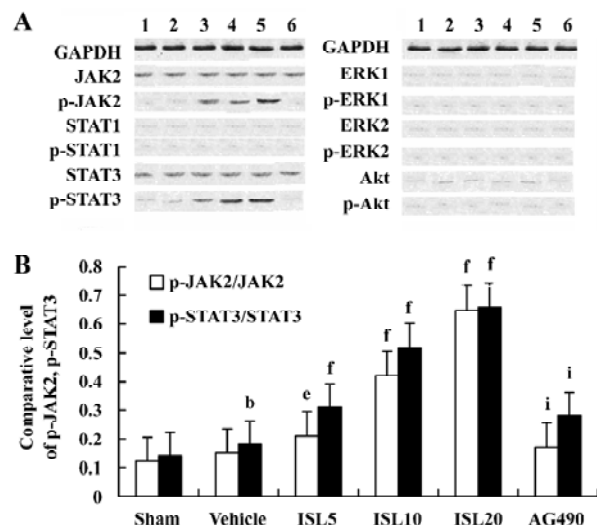 A
1 2 3 4 5 6
GAPDH
JAK2
p-JAK2
STAT1
p-STAT1
STAT3
p-STAT3
1 2 3 4 5 6
GAPDH
ERK1
p-ERK1
ERK2
p-ERK2
Akt
p-Akt
B
Comparative level
of p-JAK2, p-STAT3
0.8
0.7
0.6
0.5
0.4
0.3
0.2
0.1
0
p-JAK2/JAK2
p-STAT3/STAT3
b
e
f
f
f
f
f
i
i
Sham Vehicle ISL5 ISL10 ISL20 AG490